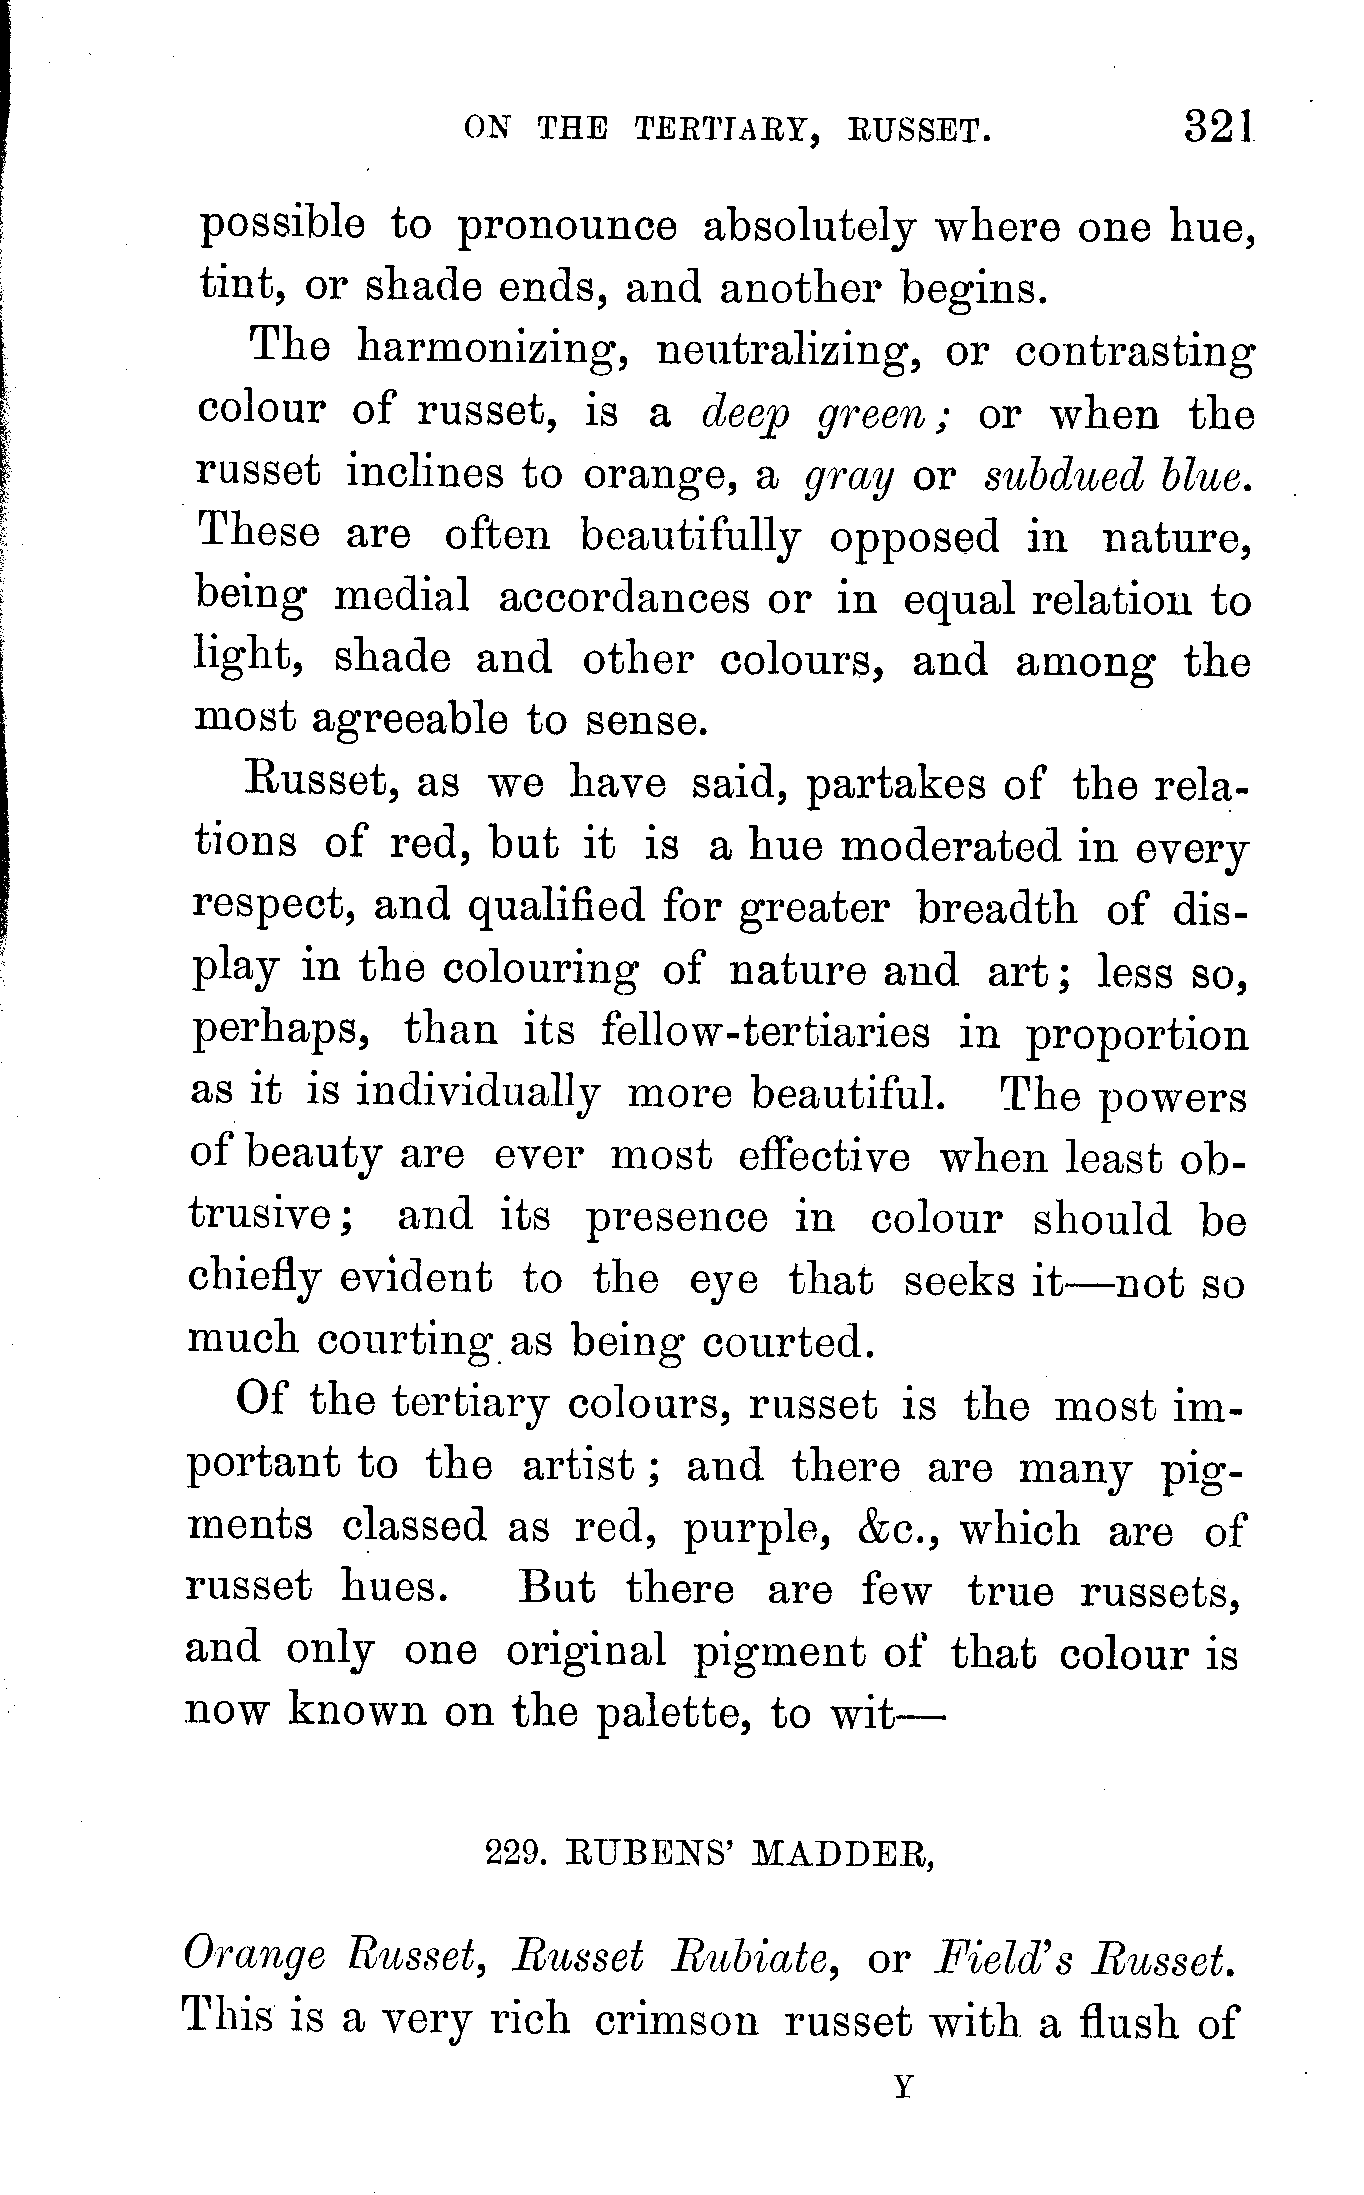 ON THE TERTIARY, RUSSET. 321
possible to pronounce absolutely where one hue,
tint, or shade ends, and another begins.
The harmonizing, neutralizing, or contrasting
colour of russet, is a deep green; or when the
russet inclines to orange, a gray or subdued blue.
These are often beautifully opposed in nature,
being medial accordances or in equal relation to
light, shade and other colours, and among the
most agreeable to sense.
Russet, as we have said, partakes of the rela-
tions of red, but it is a hue moderated in every
respect, and qualified for greater breadth of dis-
play in the colouring of nature and art; less so,
perhaps, than its fellow-tertiaries in proportion
as it is individually more beautiful. The powers
of beauty are ever most effective when least ob-
trusive; and its presence in colour should be
chiefly evident to the eye that seeks it—not so
much courting as being courted.
Of the tertiary colours, russet is the most im-
portant to the artist; and there are many pig-
ments classed as red, purple, &c., which are of
russet hues. But there are few true russets,
and only one original pigment of that colour is
now known on the palette, to wit—
229. RUBENS' MADDER,
Orange Russet, Russet Rubiate, or Field's Russet.
This is a very rich crimson russet with a flush of
Y